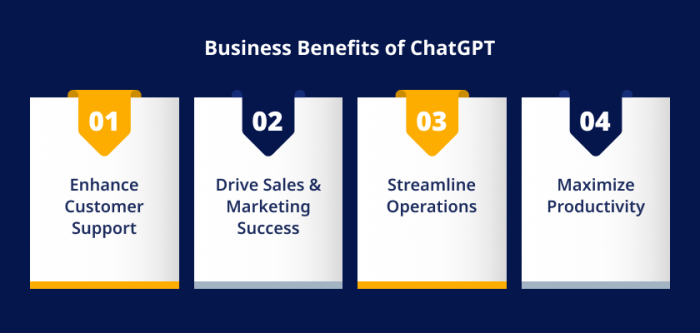 Business Benefits of ChatGPT
01
Enhance
Customer
Support
02
Drive Sales &
Marketing
Success
03
Streamline
Operations
04
Maximize
Productivity